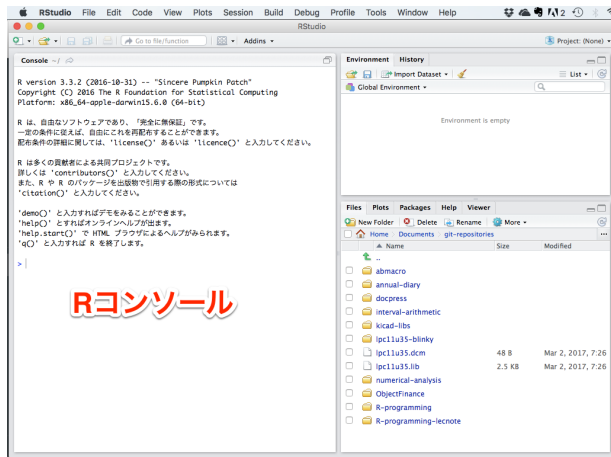 RStudio File Edit Code View Plots Session Build Debug Profile Tools Window Help
RStudio
Go to file/function Addins Project: (None)
Console ~/
R version 3.3.2 (2016-10-31) -- "Sincere Pumpkin Patch"
Copyright (C) 2016 The R Foundation for Statistical Computing
Platform: x86_64-apple-darwin15.6.0 (64-bit)
R は、自由なソフトウェアであり、「完全に無保証」です。
一定の条件に従えば、自由にこれを再配布することができます。
配布条件の詳細に関しては、'license()' あるいは 'licence()' と入力してください。
R は多くの貢献者による共同プロジェクトです。
詳しくは 'contributors()' と入力してください。
また、R や R のパッケージを出版物で引用する際の形式については
'citation()' と入力してください。
'demo()' と入力すればデモをみることができます。
'help()' とすればオンラインヘルプが出ます。
'help.start()' で HTML ブラウザによるヘルプがみられます。
'q()' と入力すれば R を終了します。
>
Rコンソール
Environment History
Import Dataset List
Global Environment
Environment is empty
Files Plots Packages Help Viewer
New Folder Delete Rename More
Home Documents git-repositories ...
Name Size Modified
..
abmacro
annual-diary
docpress
interval-arithmetic
kicad-libs
lpc11u35-blinky
lpc11u35.dcm 48 B Mar 2, 2017, 7:26
lpc11u35.lib 2.5 KB Mar 2, 2017, 7:26
numerical-analysis
ObjectFinance
R-programming
R-programming-lecnote